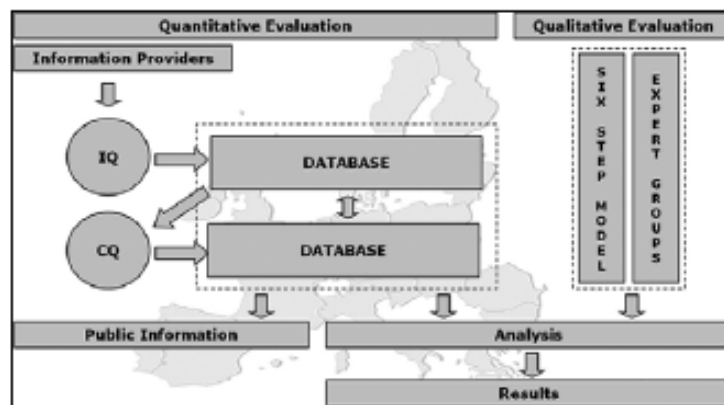 Quantitative Evaluation
Qualitative Evaluation
Information Providers
IQ
DATABASE
CQ
DATABASE
SIX STEP MODEL
EXPERT GROUPS
Public Information
Analysis
Results